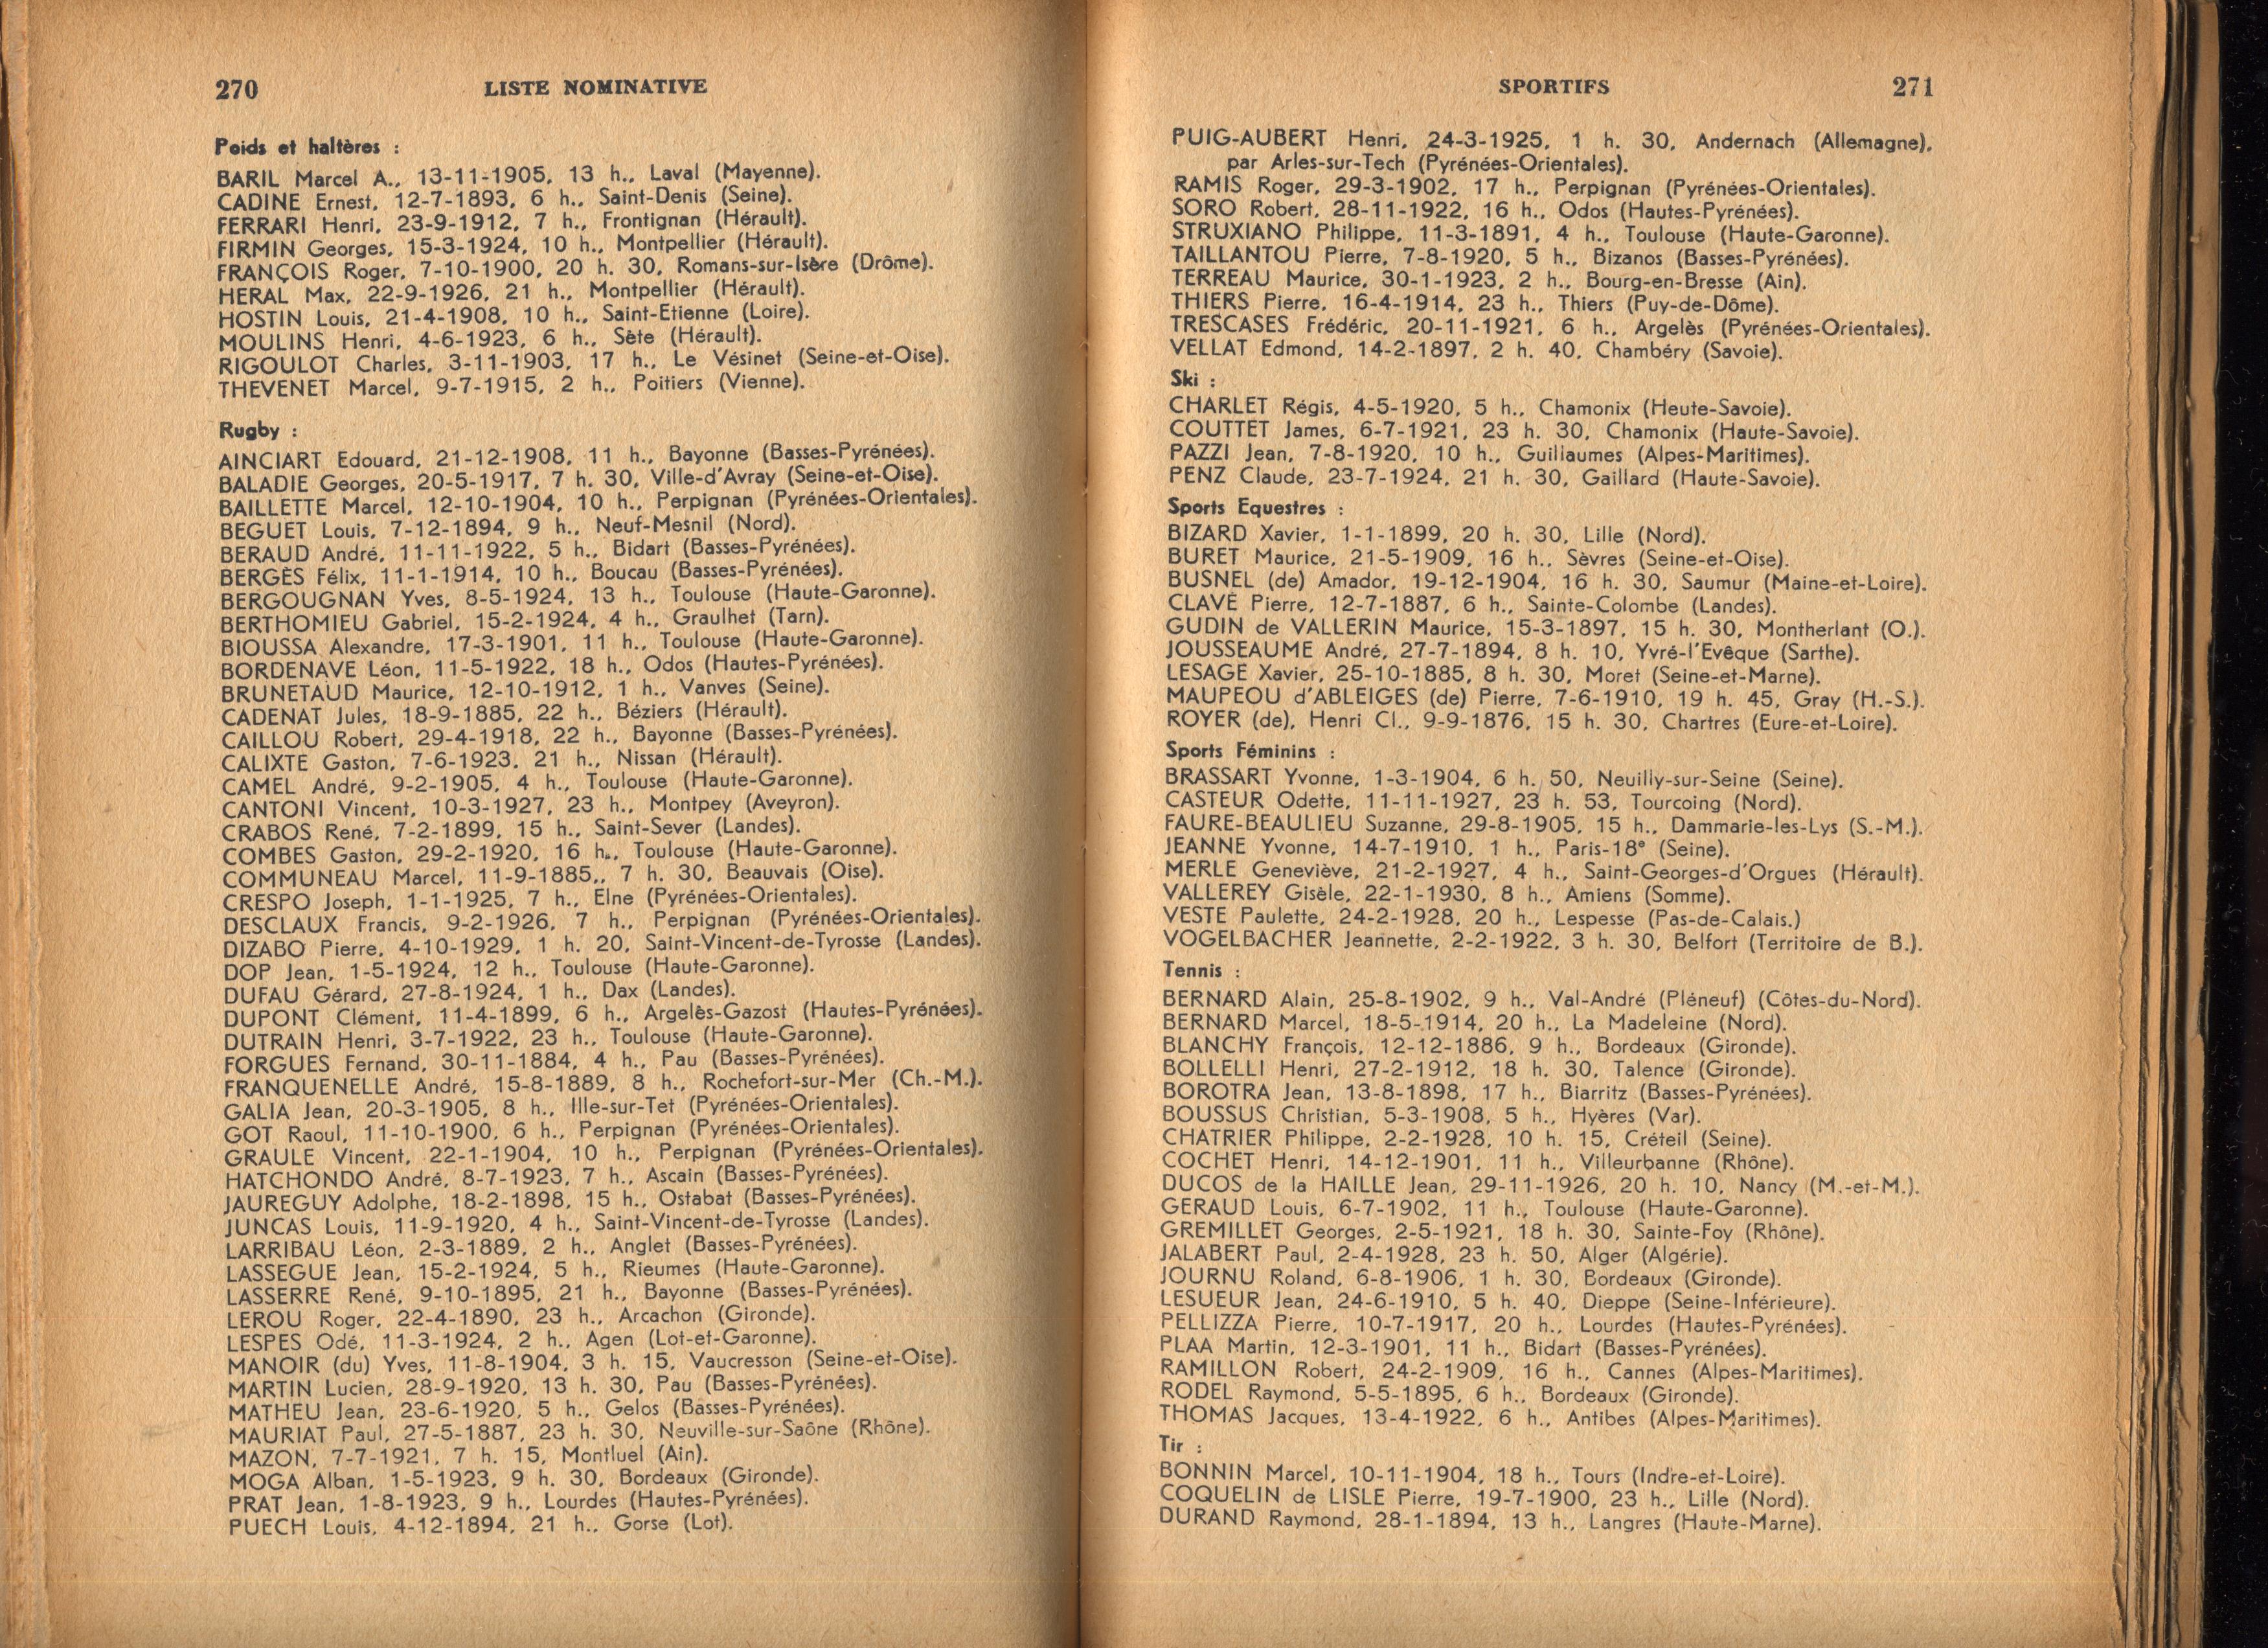 270 LISTE NOMINATIVE
Poids et haltères :
BARIL Marcel A., 13-11-1905, 13 h., Laval (Mayenne).
CADINE Ernest, 12-7-1893, 6 h., Saint-Denis (Seine).
FERRARI Henri, 23-9-1912, 7 h., Frontignan (Hérault).
FIRMIN Georges, 15-3-1924, 10 h., Montpellier (Hérault).
FRANÇOIS Roger, 7-10-1900, 20 h. 30, Romans-sur-Isère (Drôme).
HERAL Max, 22-9-1926, 21 h., Montpellier (Hérault).
HOSTIN Louis, 21-4-1908, 10 h., Saint-Etienne (Loire).
MOULINS Henri, 4-6-1923, 6 h., Sète (Hérault).
RIGOULOT Charles, 3-11-1903, 17 h., Le Vésinet (Seine-et-Oise).
THEVENET Marcel, 9-7-1915, 2 h., Poitiers (Vienne).
Rugby :
AINCIART Edouard, 21-12-1908, 11 h., Bayonne (Basses-Pyrénées).
BALADIE Georges, 20-5-1917, 7 h. 30, Ville-d'Avray (Seine-et-Oise).
BAILLETTE Marcel, 12-10-1904, 10 h., Perpignan (Pyrénées-Orientales).
BEGUET Louis, 7-12-1894, 9 h., Neuf-Mesnil (Nord).
BERAUD André, 11-11-1922, 5 h., Bidart (Basses-Pyrénées).
BERGÈS Félix, 11-1-1914, 10 h., Boucau (Basses-Pyrénées).
BERGOUGNAN Yves, 8-5-1924, 13 h., Toulouse (Haute-Garonne).
BERTHOMIEU Gabriel, 15-2-1924, 4 h., Graulhet (Tarn).
BIOUSSA Alexandre, 17-3-1901, 11 h., Toulouse (Haute-Garonne).
BORDENAVE Léon, 11-5-1922, 18 h., Odos (Hautes-Pyrénées).
BRUNETAUD Maurice, 12-10-1912, 1 h., Vanves (Seine).
CADENAT Jules, 18-9-1885, 22 h., Béziers (Hérault).
CAILLOU Robert, 29-4-1918, 22 h., Bayonne (Basses-Pyrénées).
CALIXTE Gaston, 7-6-1923, 21 h., Nissan (Hérault).
CAMEL André, 9-2-1905, 4 h., Toulouse (Haute-Garonne).
CANTONI Vincent, 10-3-1927, 23 h., Montpey (Aveyron).
CRABOS René, 7-2-1899, 15 h., Saint-Sever (Landes).
COMBES Gaston, 29-2-1920, 16 h., Toulouse (Haute-Garonne).
COMMUNEAU Marcel, 11-9-1885,, 7 h. 30, Beauvais (Oise).
CRESPO Joseph, 1-1-1925, 7 h., Elne (Pyrénées-Orientales).
DESCLAUX Francis, 9-2-1926, 7 h., Perpignan (Pyrénées-Orientales).
DIZABO Pierre, 4-10-1929, 1 h. 20, Saint-Vincent-de-Tyrosse (Landes).
DOP Jean, 1-5-1924, 12 h., Toulouse (Haute-Garonne).
DUFAU Gérard, 27-8-1924, 1 h., Dax (Landes).
DUPONT Clément, 11-4-1899, 6 h., Argelès-Gazost (Hautes-Pyrénées).
DUTRAIN Henri, 3-7-1922, 23 h., Toulouse (Haute-Garonne).
FORGUES Fernand, 30-11-1884, 4 h., Pau (Basses-Pyrénées).
FRANQUENELLE André, 15-8-1889, 8 h., Rochefort-sur-Mer (Ch.-M.).
GALIA Jean, 20-3-1905, 8 h., Ille-sur-Tet (Pyrénées-Orientales).
GOT Raoul, 11-10-1900, 6 h., Perpignan (Pyrénées-Orientales).
GRAULE Vincent, 22-1-1904, 10 h., Perpignan (Pyrénées-Orientales).
HATCHONDO André, 8-7-1923, 7 h., Ascain (Basses-Pyrénées).
JAUREGUY Adolphe, 18-2-1898, 15 h., Ostabat (Basses-Pyrénées).
JUNCAS Louis, 11-9-1920, 4 h., Saint-Vincent-de-Tyrosse (Landes).
LARRIBAU Léon, 2-3-1889, 2 h., Anglet (Basses-Pyrénées).
LASSEGUE Jean, 15-2-1924, 5 h., Rieumes (Haute-Garonne).
LASSERRE René, 9-10-1895, 21 h., Bayonne (Basses-Pyrénées).
LEROU Roger, 22-4-1890, 23 h., Arcachon (Gironde).
LESPES Odé, 11-3-1924, 2 h., Agen (Lot-et-Garonne).
MANOIR (du) Yves, 11-8-1904, 3 h. 15, Vaucresson (Seine-et-Oise).
MARTIN Lucien, 28-9-1920, 13 h. 30, Pau (Basses-Pyrénées).
MATHEU Jean, 23-6-1920, 5 h., Gelos (Basses-Pyrénées).
MAURIAT Paul, 27-5-1887, 23 h. 30, Neuville-sur-Saône (Rhône).
MAZON, 7-7-1921, 7 h. 15, Montluel (Ain).
MOGA Alban, 1-5-1923, 9 h. 30, Bordeaux (Gironde).
PRAT Jean, 1-8-1923, 9 h., Lourdes (Hautes-Pyrénées).
PUECH Louis, 4-12-1894, 21 h., Gorse (Lot).
SPORTIFS 271
PUIG-AUBERT Henri, 24-3-1925, 1 h. 30, Andernach (Allemagne),
par Arles-sur-Tech (Pyrénées-Orientales).
RAMIS Roger, 29-3-1902, 17 h., Perpignan (Pyrénées-Orientales).
SORO Robert, 28-11-1922, 16 h., Odos (Hautes-Pyrénées).
STRUXIANO Philippe, 11-3-1891, 4 h., Toulouse (Haute-Garonne).
TAILLANTOU Pierre, 7-8-1920, 5 h., Bizanos (Basses-Pyrénées).
TERREAU Maurice, 30-1-1923, 2 h., Bourg-en-Bresse (Ain).
THIERS Pierre, 16-4-1914, 23 h., Thiers (Puy-de-Dôme).
TRESCASES Frédéric, 20-11-1921, 6 h., Argelès (Pyrénées-Orientales).
VELLAT Edmond, 14-2-1897, 2 h. 40, Chambéry (Savoie).
Ski :
CHARLET Régis, 4-5-1920, 5 h., Chamonix (Heute-Savoie).
COUTTET James, 6-7-1921, 23 h. 30, Chamonix (Haute-Savoie).
PAZZI Jean, 7-8-1920, 10 h., Guillaumes (Alpes-Maritimes).
PENZ Claude, 23-7-1924, 21 h. 30, Gaillard (Haute-Savoie).
Sports Equestres :
BIZARD Xavier, 1-1-1899, 20 h. 30, Lille (Nord).
BURET Maurice, 21-5-1909, 16 h., Sèvres (Seine-et-Oise).
BUSNEL (de) Amador, 19-12-1904, 16 h. 30, Saumur (Maine-et-Loire).
CLAVÉ Pierre, 12-7-1887, 6 h., Sainte-Colombe (Landes).
GUDIN de VALLERIN Maurice, 15-3-1897, 15 h. 30, Montherlant (O.).
JOUSSEAUME André, 27-7-1894, 8 h. 10, Yvré-l'Evêque (Sarthe).
LESAGE Xavier, 25-10-1885, 8 h. 30, Moret (Seine-et-Marne).
MAUPEOU d'ABLEIGES (de) Pierre, 7-6-1910, 19 h. 45, Gray (H.-S.).
ROYER (de), Henri Cl., 9-9-1876, 15 h. 30, Chartres (Eure-et-Loire).
Sports Féminins :
BRASSART Yvonne, 1-3-1904, 6 h. 50, Neuilly-sur-Seine (Seine).
CASTEUR Odette, 11-11-1927, 23 h. 53, Tourcoing (Nord).
FAURE-BEAULIEU Suzanne, 29-8-1905, 15 h., Dammarie-les-Lys (S.-M.).
JEANNE Yvonne, 14-7-1910, 1 h., Paris-18e (Seine).
MERLE Geneviève, 21-2-1927, 4 h., Saint-Georges-d'Orgues (Hérault).
VALLEREY Gisèle, 22-1-1930, 8 h., Amiens (Somme).
VESTE Paulette, 24-2-1928, 20 h., Lespesse (Pas-de-Calais.)
VOGELBACHER Jeannette, 2-2-1922, 3 h. 30, Belfort (Territoire de B.).
Tennis :
BERNARD Alain, 25-8-1902, 9 h., Val-André (Pléneuf) (Côtes-du-Nord).
BERNARD Marcel, 18-5-1914, 20 h., La Madeleine (Nord).
BLANCHY François, 12-12-1886, 9 h., Bordeaux (Gironde).
BOLLELLI Henri, 27-2-1912, 18 h. 30, Talence (Gironde).
BOROTRA Jean, 13-8-1898, 17 h., Biarritz (Basses-Pyrénées).
BOUSSUS Christian, 5-3-1908, 5 h., Hyères (Var).
CHATRIER Philippe, 2-2-1928, 10 h. 15, Créteil (Seine).
COCHET Henri, 14-12-1901, 11 h., Villeurbanne (Rhône).
DUCOS de la HAILLE Jean, 29-11-1926, 20 h. 10, Nancy (M.-et-M.).
GERAUD Louis, 6-7-1902, 11 h., Toulouse (Haute-Garonne).
GREMILLET Georges, 2-5-1921, 18 h. 30, Sainte-Foy (Rhône).
JALABERT Paul, 2-4-1928, 23 h. 50, Alger (Algérie).
JOURNU Roland, 6-8-1906, 1 h. 30, Bordeaux (Gironde).
LESUEUR Jean, 24-6-1910, 5 h. 40, Dieppe (Seine-Inférieure).
PELLIZZA Pierre, 10-7-1917, 20 h., Lourdes (Hautes-Pyrénées).
PLAA Martin, 12-3-1901, 11 h., Bidart (Basses-Pyrénées).
RAMILLON Robert, 24-2-1909, 16 h., Cannes (Alpes-Maritimes).
RODEL Raymond, 5-5-1895, 6 h., Bordeaux (Gironde).
THOMAS Jacques, 13-4-1922, 6 h., Antibes (Alpes-Maritimes).
Tir :
BONNIN Marcel, 10-11-1904, 18 h., Tours (Indre-et-Loire).
COQUELIN de LISLE Pierre, 19-7-1900, 23 h., Lille (Nord).
DURAND Raymond, 28-1-1894, 13 h., Langres (Haute-Marne).